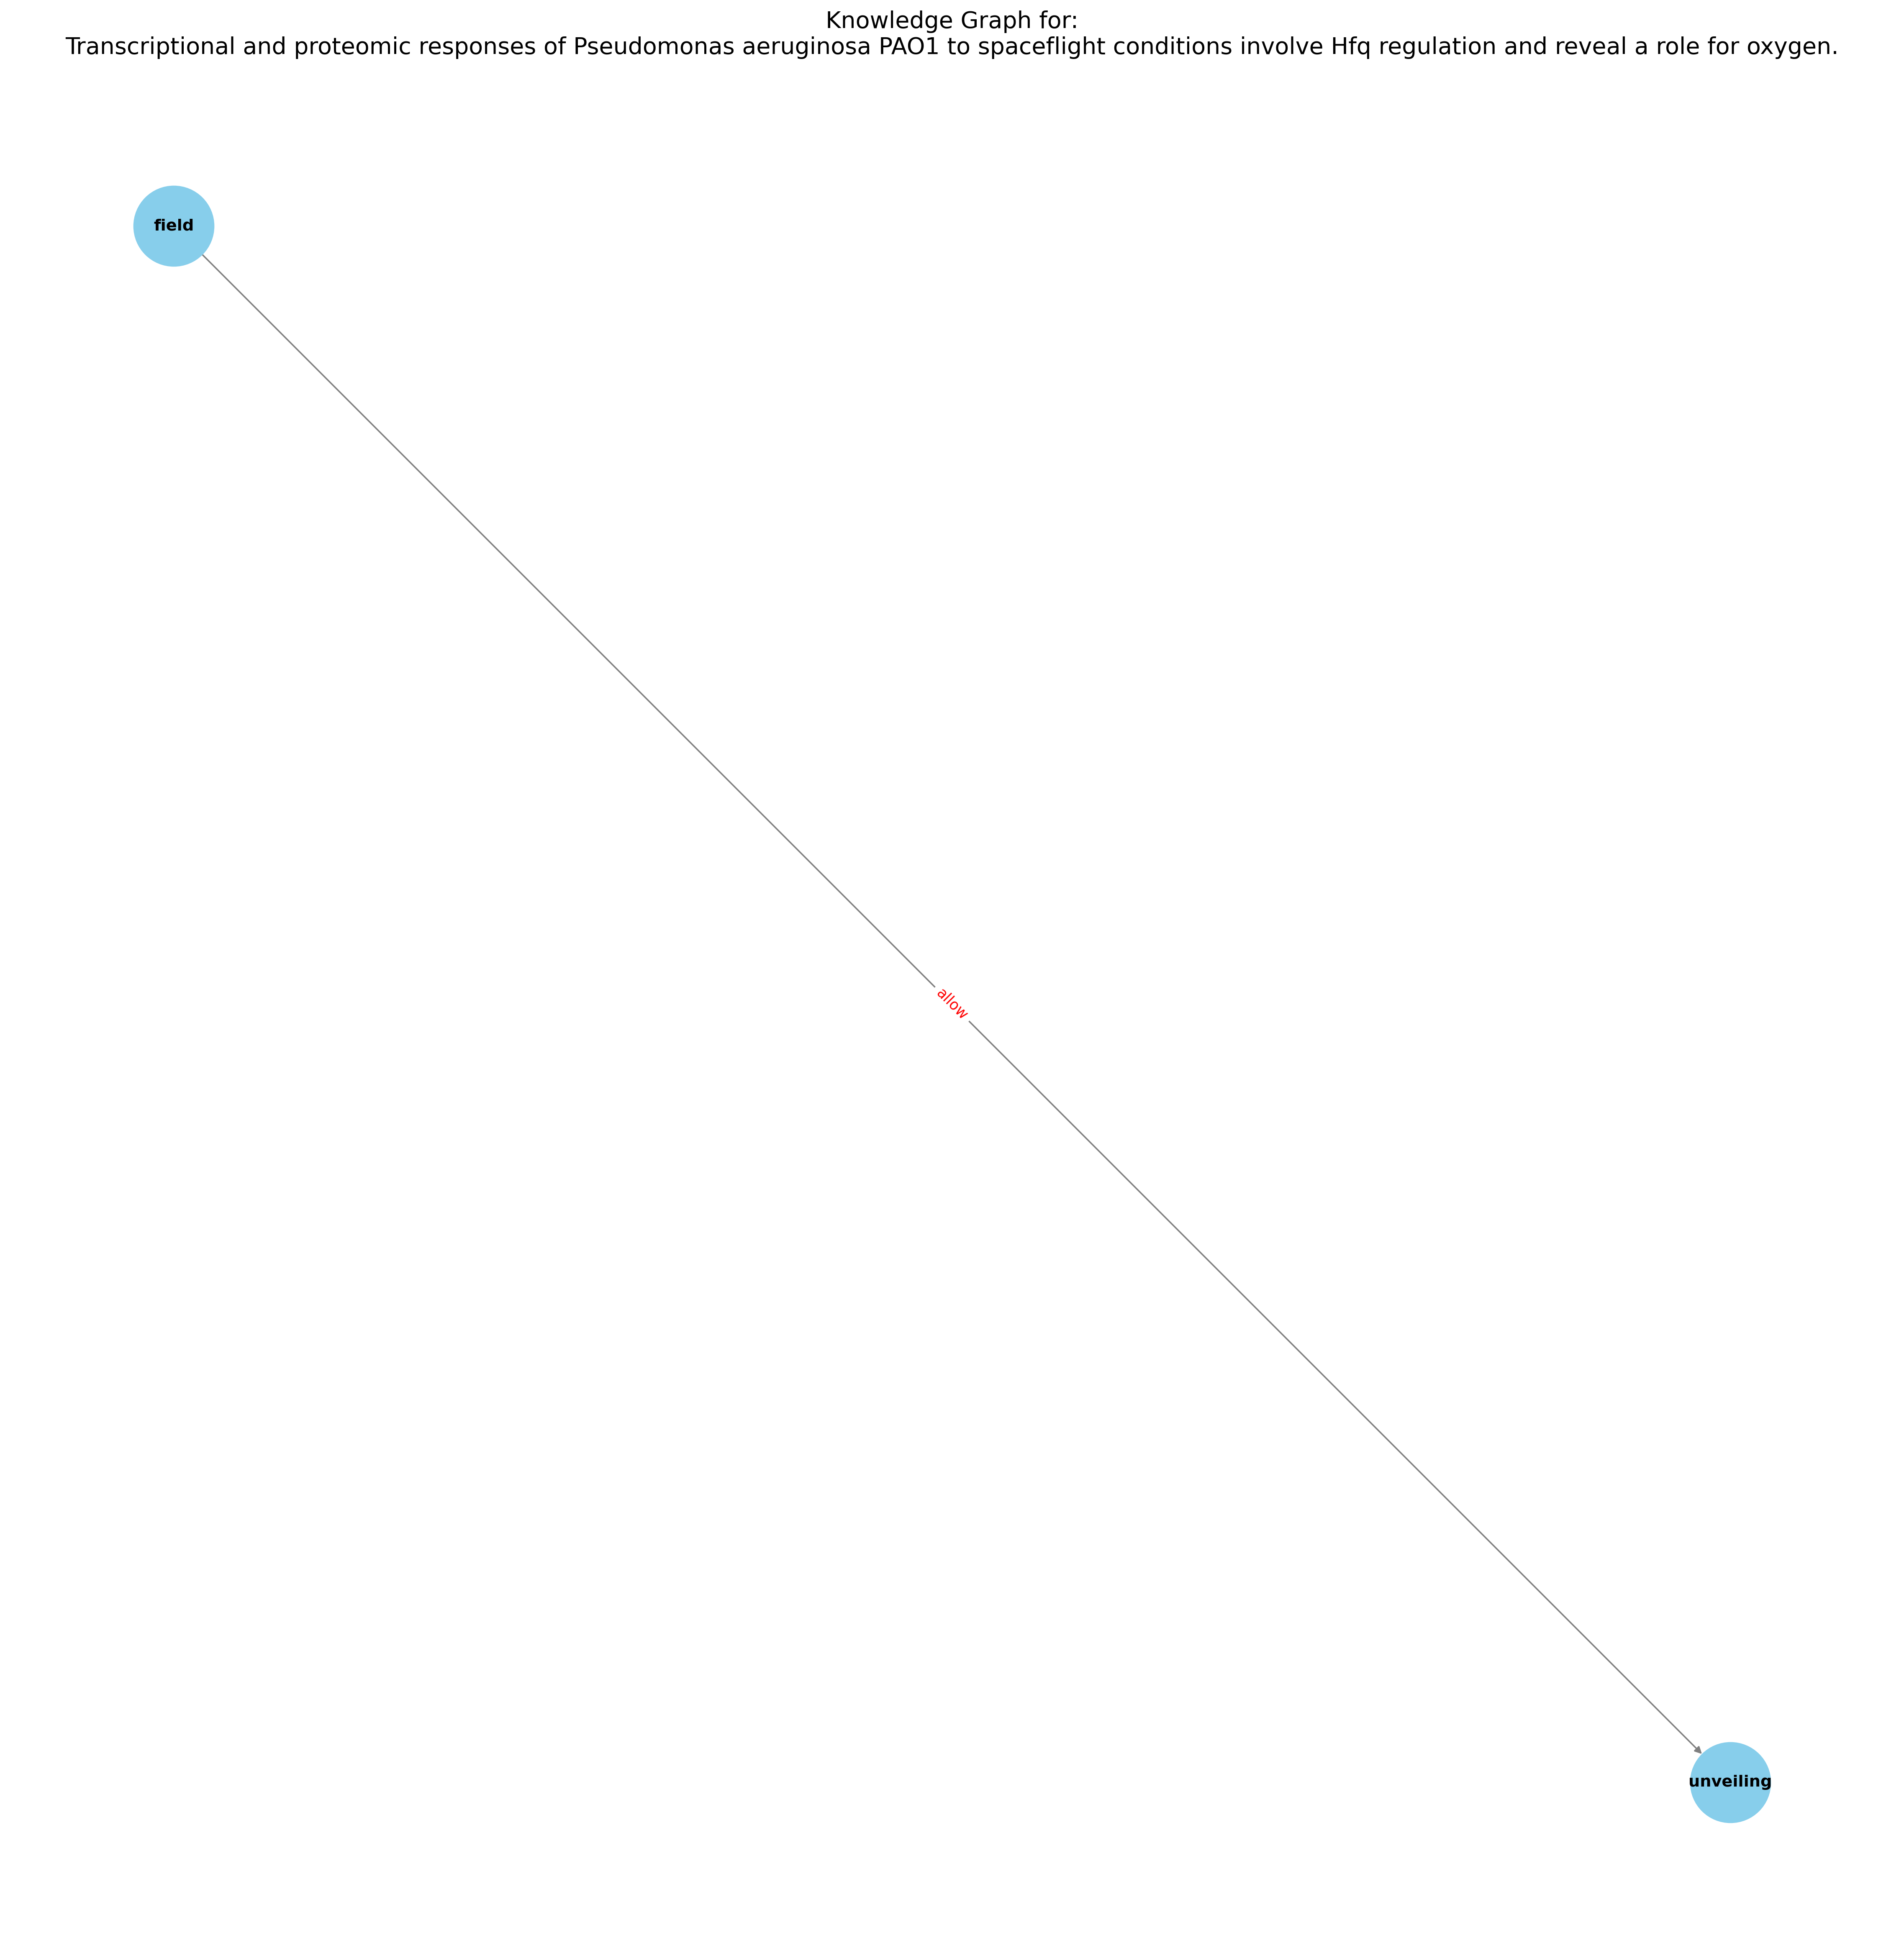 Knowledge Graph for:
Transcriptional and proteomic responses of Pseudomonas aeruginosa PAO1 to spaceflight conditions involve Hfq regulation and reveal a role for oxygen.
field
allow
unveiling